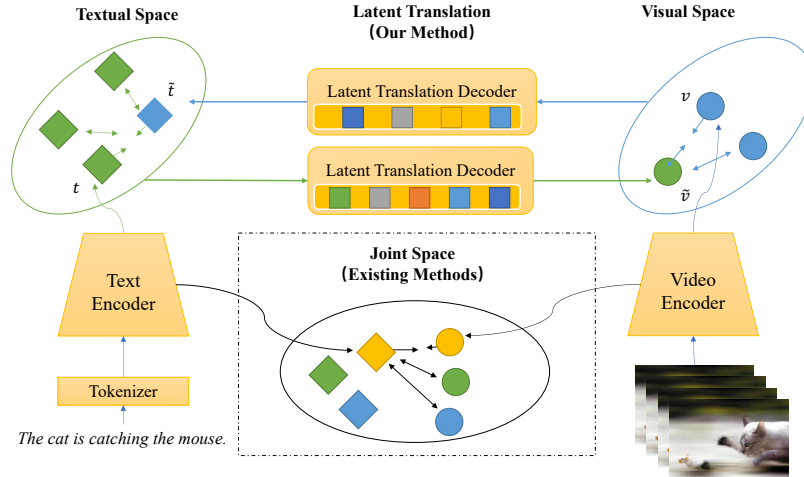 Textual Space
Latent Translation
(Our Method)
Visual Space
t̃
v
Latent Translation Decoder
Latent Translation Decoder
t
ṽ
Joint Space
(Existing Methods)
Text
Encoder
Video
Encoder
Tokenizer
The cat is catching the mouse.